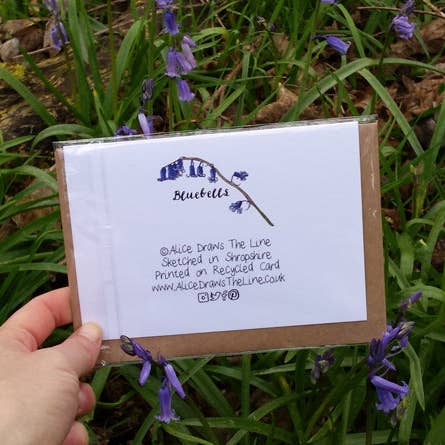 Bluebells
©Alice Draws The Line
Sketched in Shropshire
Printed on Recycled Card
www.AliceDrawsTheLine.co.uk